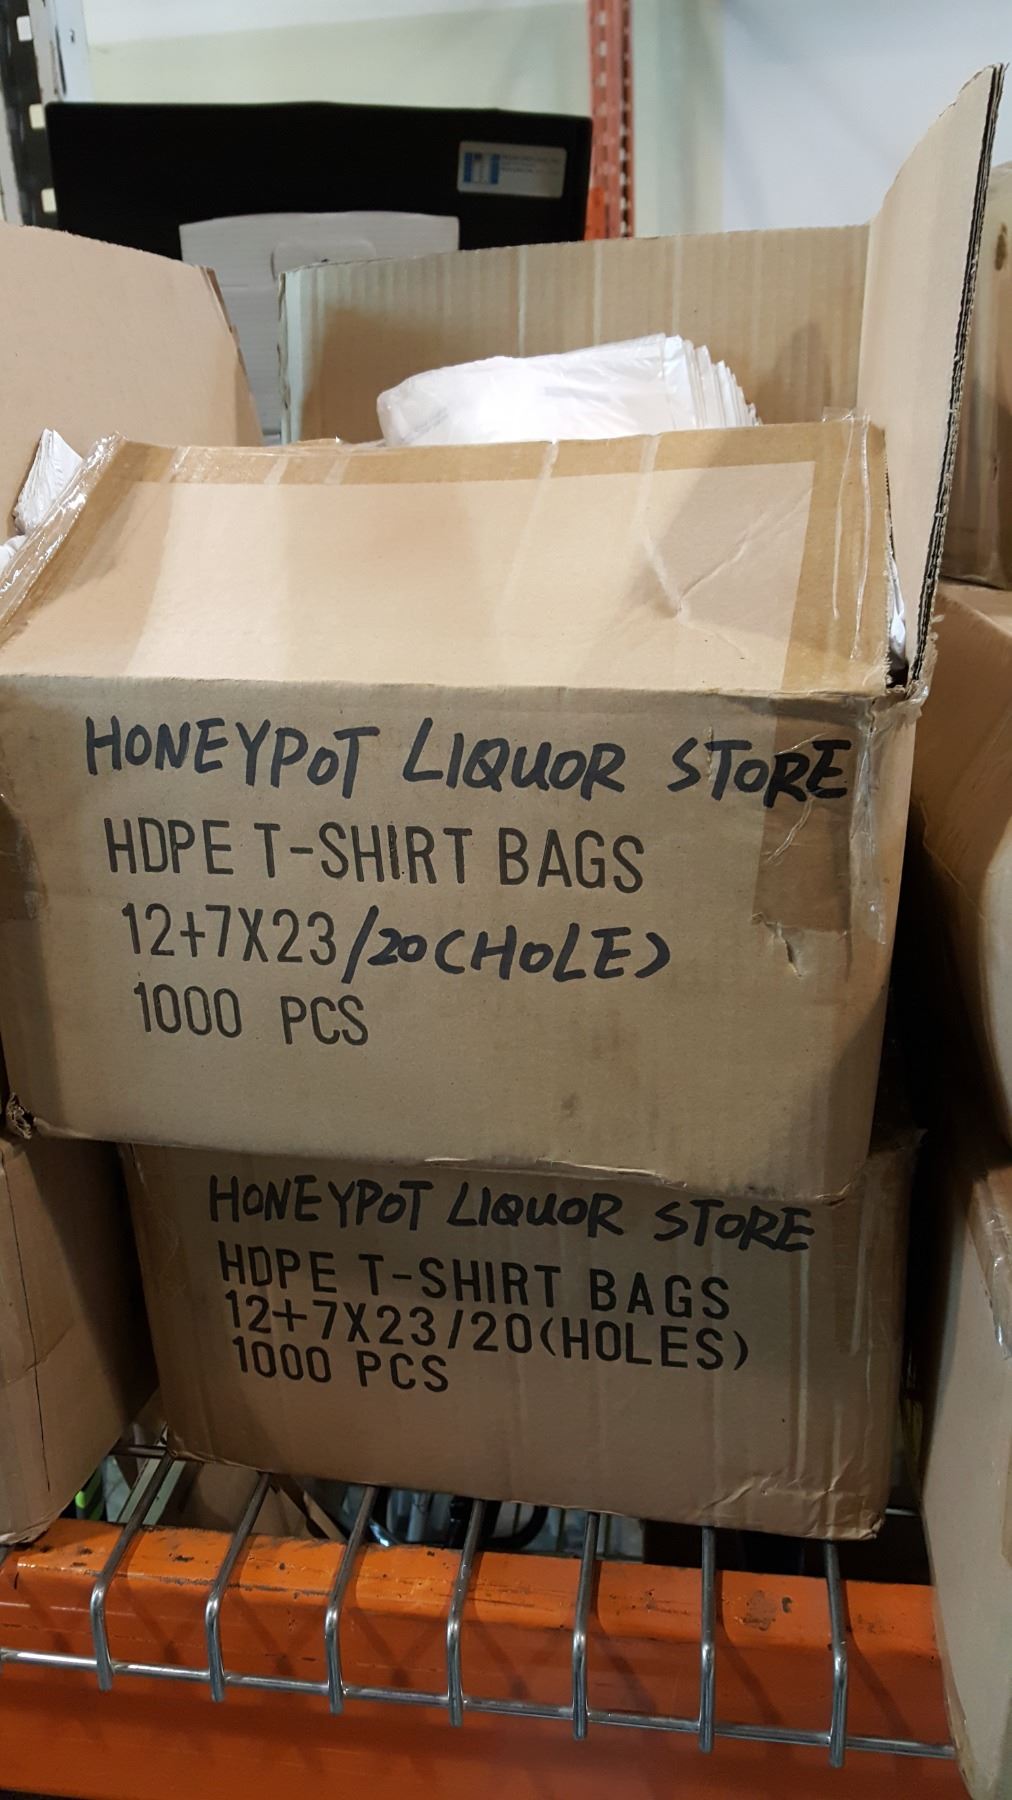 HONEYPOT LIQUOR STORE
HDPE T-SHIRT BAGS
12+7X23/20(HOLE)
1000 PCS
HONEYPOT LIQUOR STORE
HDPE T-SHIRT BAGS
12+7X23/20(HOLES)
1000 PCS